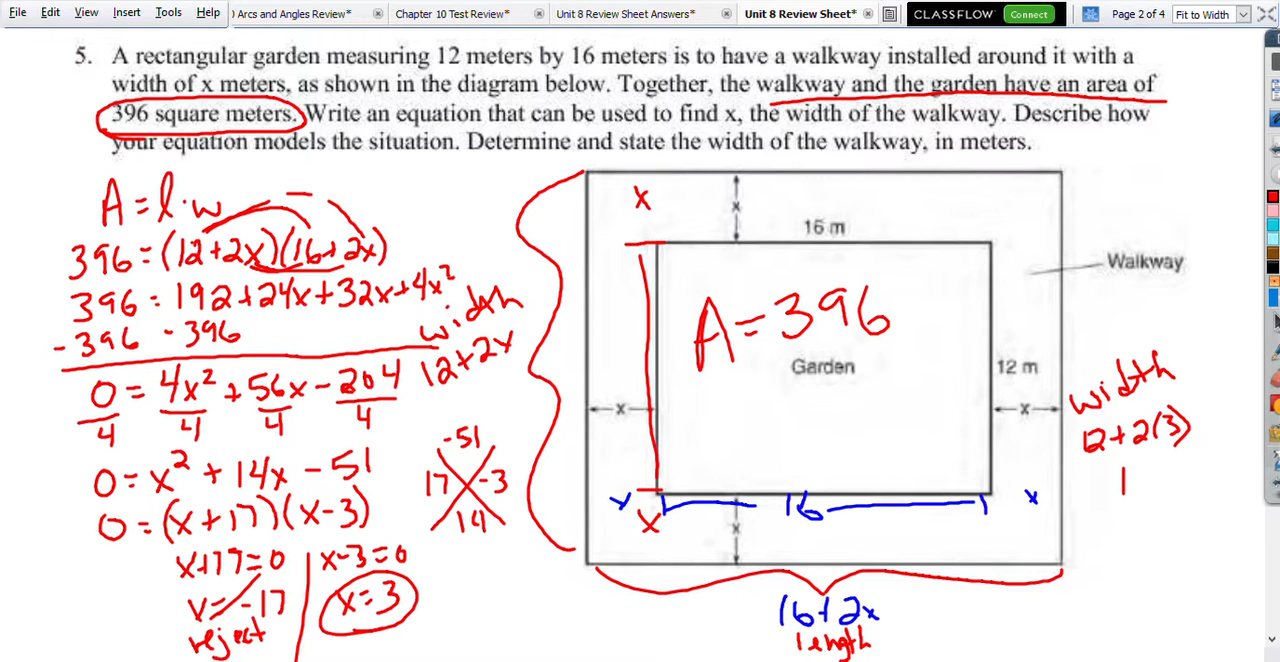 File Edit View Insert Tools Help ) Arcs and Angles Review* Chapter 10 Test Review* Unit 8 Review Sheet Answers* Unit 8 Review Sheet* CLASSFLOW Connect Page 2 of 4 Fit to Width
5. A rectangular garden measuring 12 meters by 16 meters is to have a walkway installed around it with a
width of x meters, as shown in the diagram below. Together, the walkway and the garden have an area of
396 square meters. Write an equation that can be used to find x, the width of the walkway. Describe how
your equation models the situation. Determine and state the width of the walkway, in meters.
A = l·w
396 = (12+2x)(16+2x)
396 = 192+24x+32x+4x²
-396 -396
0 = 4x² + 56x - 204
4 4 4 4
0 = x² + 14x - 51
0 = (x+17)(x-3)
x+17=0 x-3=0
x=-17 x=3
reject
-51
17 -3
14
width
12+2x
x
x
16 m
Walkway
A=396
Garden
12 m
x
x
width
12+2(3)
1
x
16
x
x
x
16+2x
length